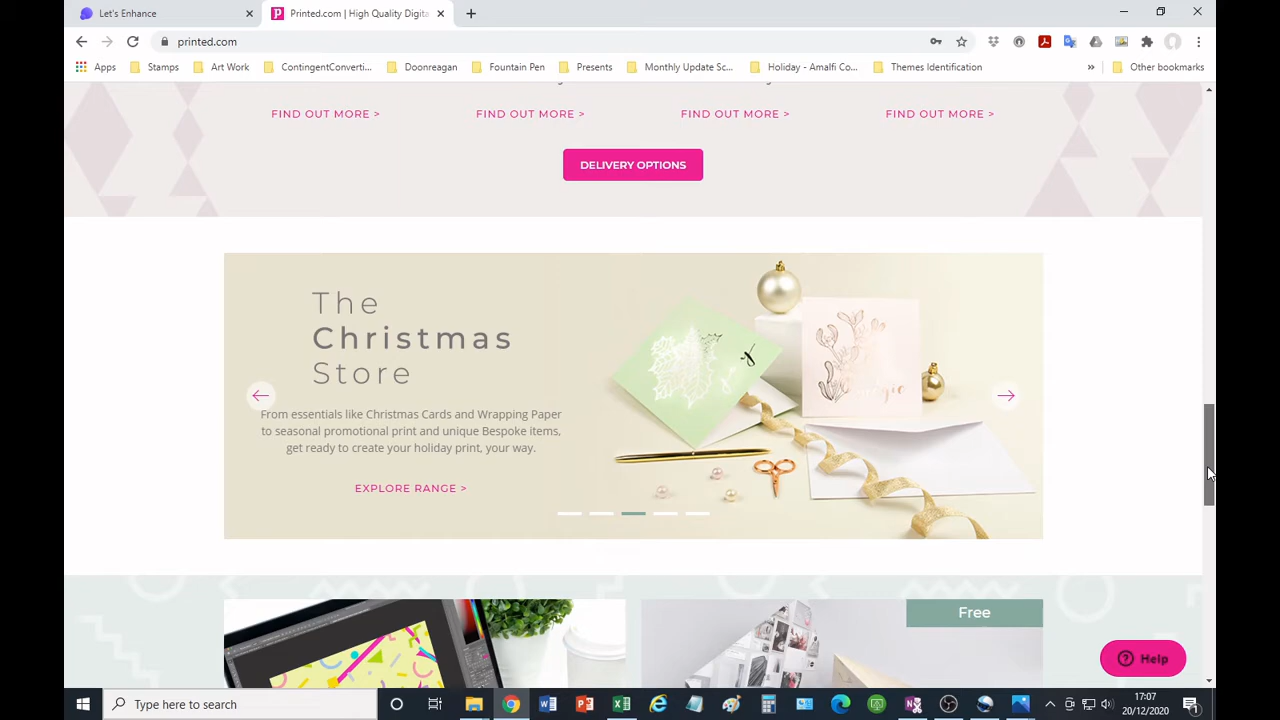 Let's Enhance
Printed.com | High Quality Digita
printed.com
Apps
Stamps
Art Work
ContingentConverti...
Doonreagan
Fountain Pen
Presents
Monthly Update Sc...
Holiday - Amalfi Co...
Themes Identification
»
Other bookmarks
FIND OUT MORE >
FIND OUT MORE >
FIND OUT MORE >
FIND OUT MORE >
DELIVERY OPTIONS
The
Christmas
Store
From essentials like Christmas Cards and Wrapping Paper
to seasonal promotional print and unique Bespoke items,
get ready to create your holiday print, your way.
EXPLORE RANGE >
Free
Help
Type here to search
17:07
20/12/2020